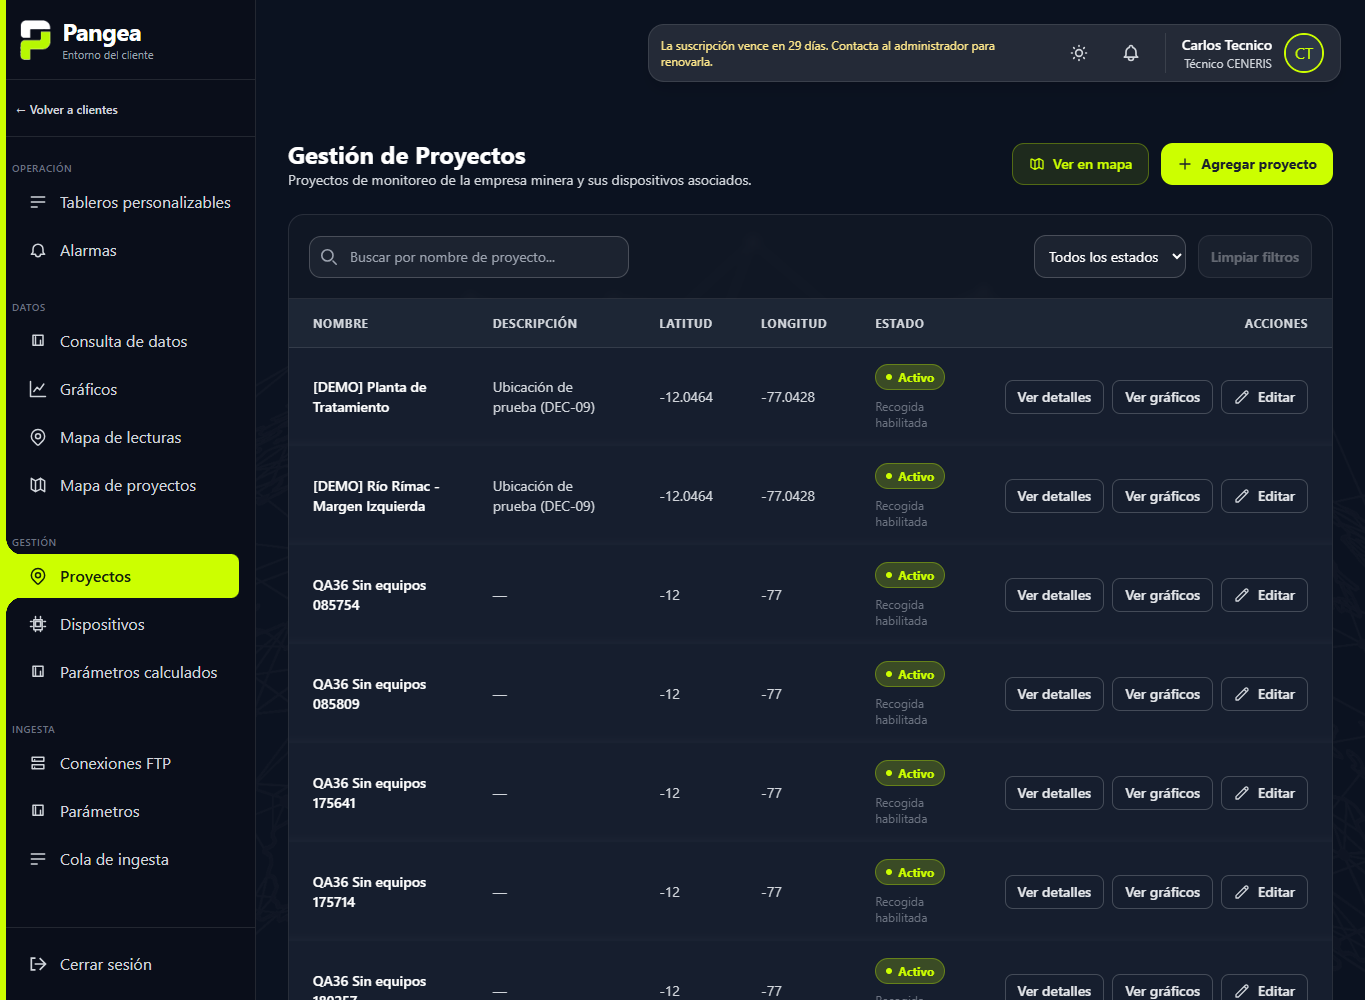 Pangea
Entorno del cliente
← Volver a clientes
OPERACIÓN
Tableros personalizables
Alarmas
DATOS
Consulta de datos
Gráficos
Mapa de lecturas
Mapa de proyectos
GESTIÓN
Proyectos
Dispositivos
Parámetros calculados
INGESTA
Conexiones FTP
Parámetros
Cola de ingesta
Cerrar sesión
La suscripción vence en 29 días. Contacta al administrador para
renovarla.
Carlos Tecnico
Técnico CENERIS
CT
Gestión de Proyectos
Proyectos de monitoreo de la empresa minera y sus dispositivos asociados.
Ver en mapa
+ Agregar proyecto
Buscar por nombre de proyecto...
Todos los estados
Limpiar filtros
NOMBRE DESCRIPCIÓN LATITUD LONGITUD ESTADO ACCIONES
[DEMO] Planta de
Tratamiento
Ubicación de
prueba (DEC-09)
-12.0464
-77.0428
Activo
Recogida
habilitada
Ver detalles
Ver gráficos
Editar
[DEMO] Río Rímac -
Margen Izquierda
Ubicación de
prueba (DEC-09)
-12.0464
-77.0428
Activo
Recogida
habilitada
Ver detalles
Ver gráficos
Editar
QA36 Sin equipos
085754
—
-12
-77
Activo
Recogida
habilitada
Ver detalles
Ver gráficos
Editar
QA36 Sin equipos
085809
—
-12
-77
Activo
Recogida
habilitada
Ver detalles
Ver gráficos
Editar
QA36 Sin equipos
175641
—
-12
-77
Activo
Recogida
habilitada
Ver detalles
Ver gráficos
Editar
QA36 Sin equipos
175714
—
-12
-77
Activo
Recogida
habilitada
Ver detalles
Ver gráficos
Editar
QA36 Sin equipos
—
-12
-77
Activo
Ver detalles
Ver gráficos
Editar